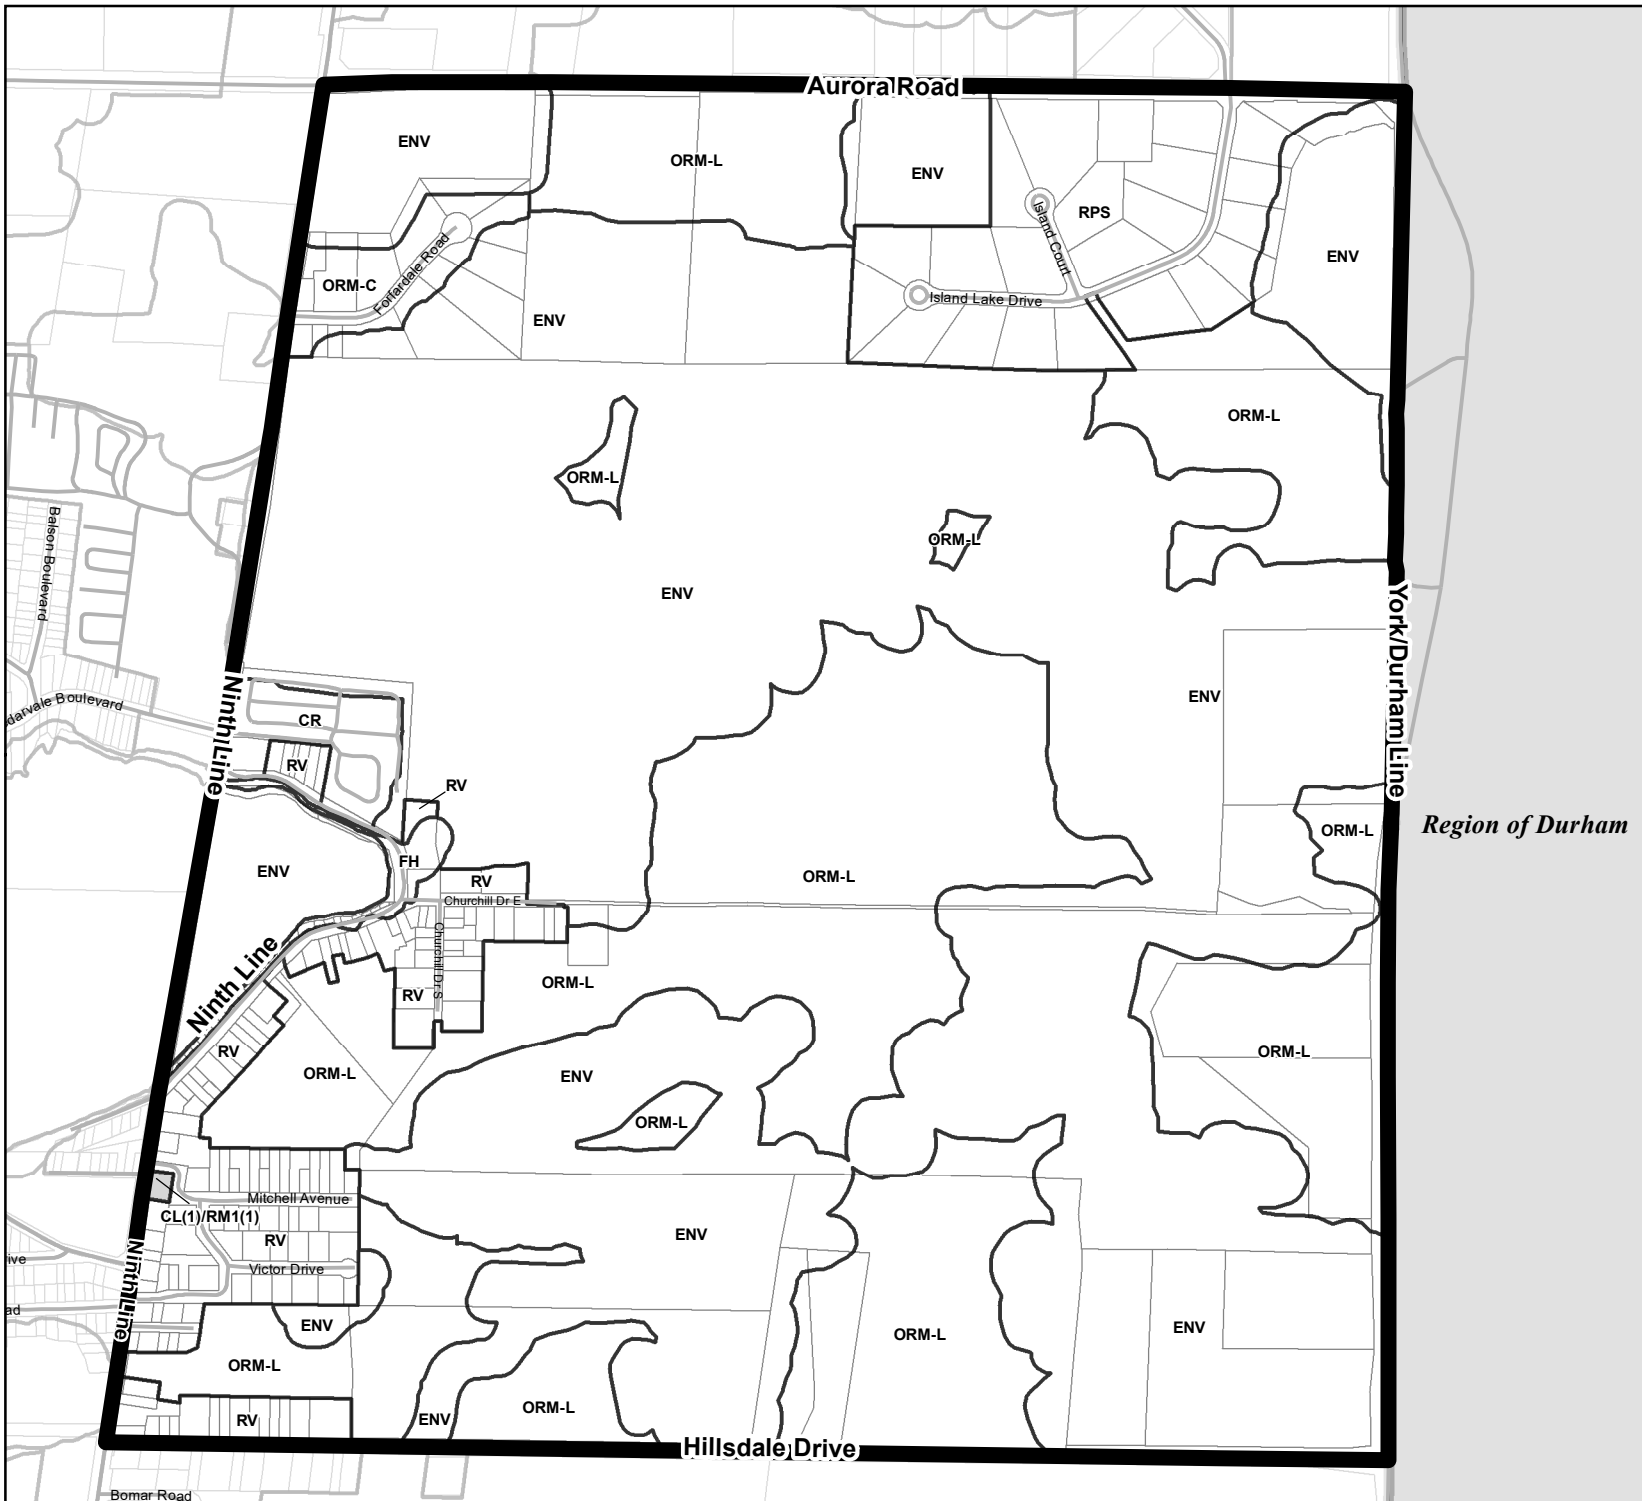 Aurora Road
ENV
ORM-L
ENV
RPS
Island Court
ENV
ORM-C
Forfardale Road
Island Lake Drive
ENV
ORM-L
ORM-L
ORM-L
Balson Boulevard
ENV
York/Durham Line
Ninth Line
darvale Boulevard
ENV
CR
RV
RV
Region of Durham
ORM-L
FH
ENV
RV
ORM-L
Churchill Dr E
Churchill Dr S
Ninth Line
ORM-L
RV
RV
ORM-L
ENV
ORM-L
ORM-L
Mitchell Avenue
CL(1)/RM1(1)
RV
ENV
Ninth Line
ive
Victor Drive
ad
ENV
ORM-L
ENV
ORM-L
ENV
ORM-L
RV
Hillsdale Drive
Bomar Road